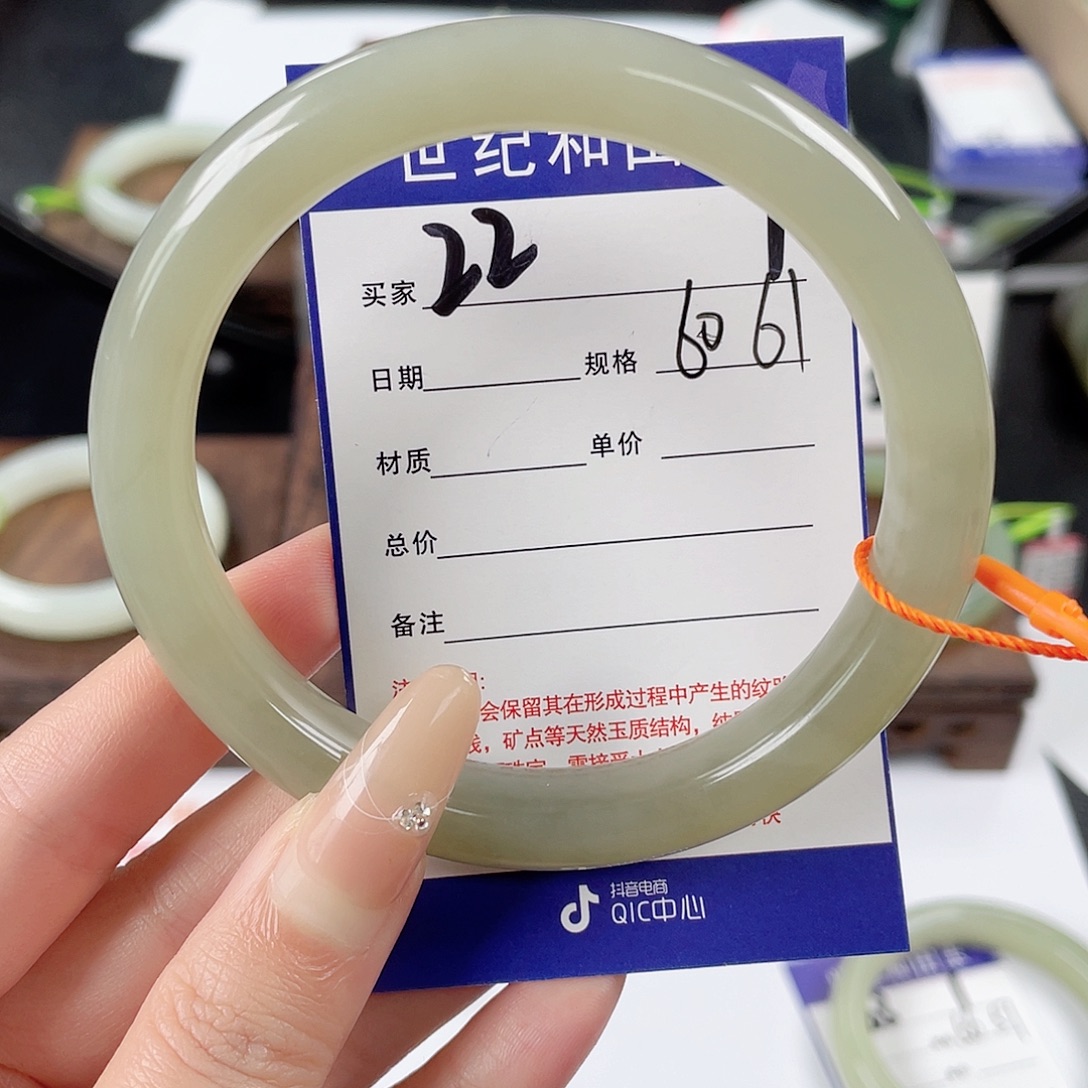 世纪和田
买家 22 1
日期 规格 60 61
材质 单价
总价
备注
会保留其在形成过程中产生的纹
，矿点等天然玉质结构，
抖音电商
QIC中心